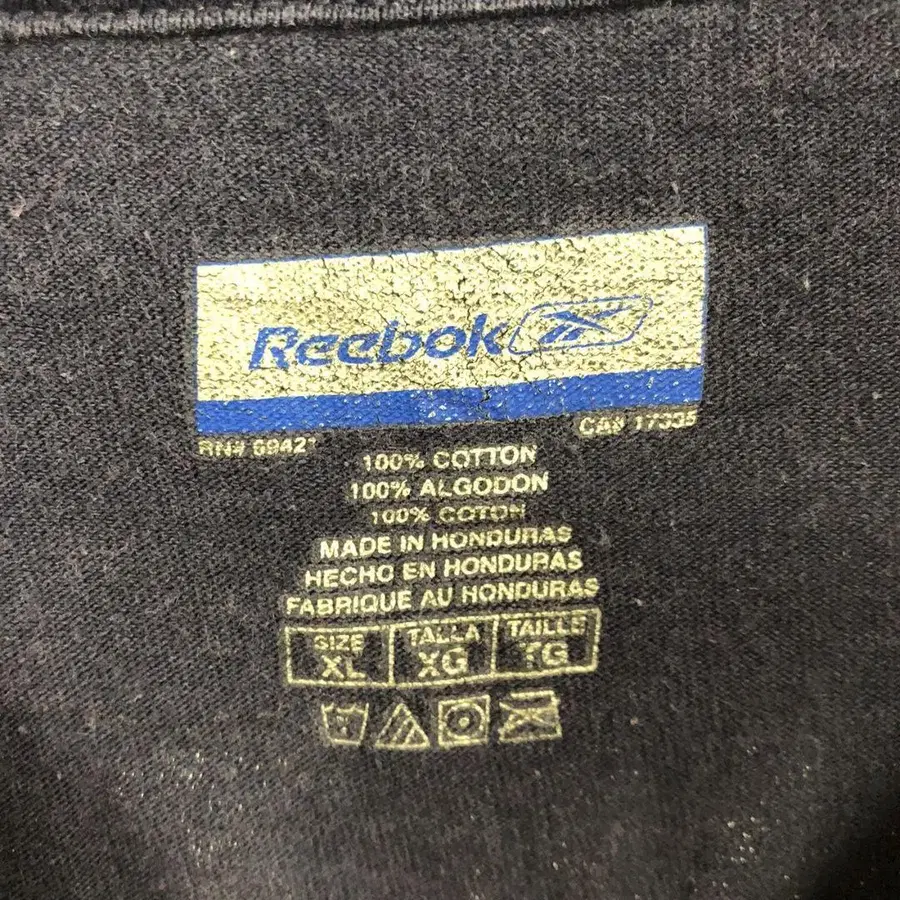 Reebok
RN# 69421 CA# 17335
100% COTTON
100% ALGODON
100% COTON
MADE IN HONDURAS
HECHO EN HONDURAS
FABRIQUE AU HONDURAS
SIZE TALLA TAILLE
XL XG TG